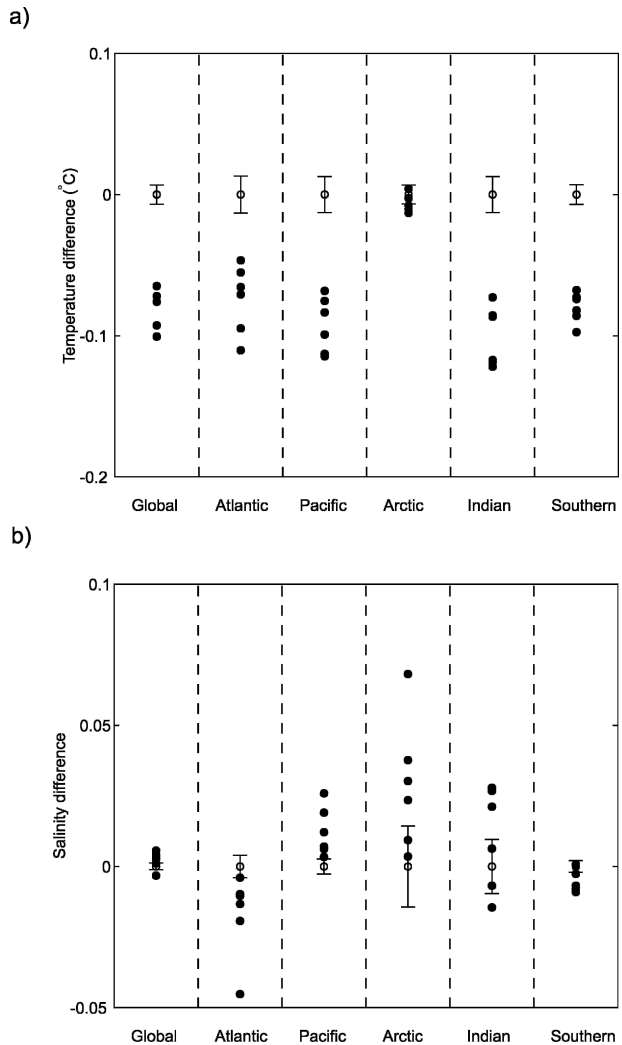 a)
0.1
0
-0.1
-0.2
Temperature difference (°C)
Global Atlantic Pacific Arctic Indian Southern
b)
0.1
0.05
0
-0.05
Salinity difference
Global Atlantic Pacific Arctic Indian Southern